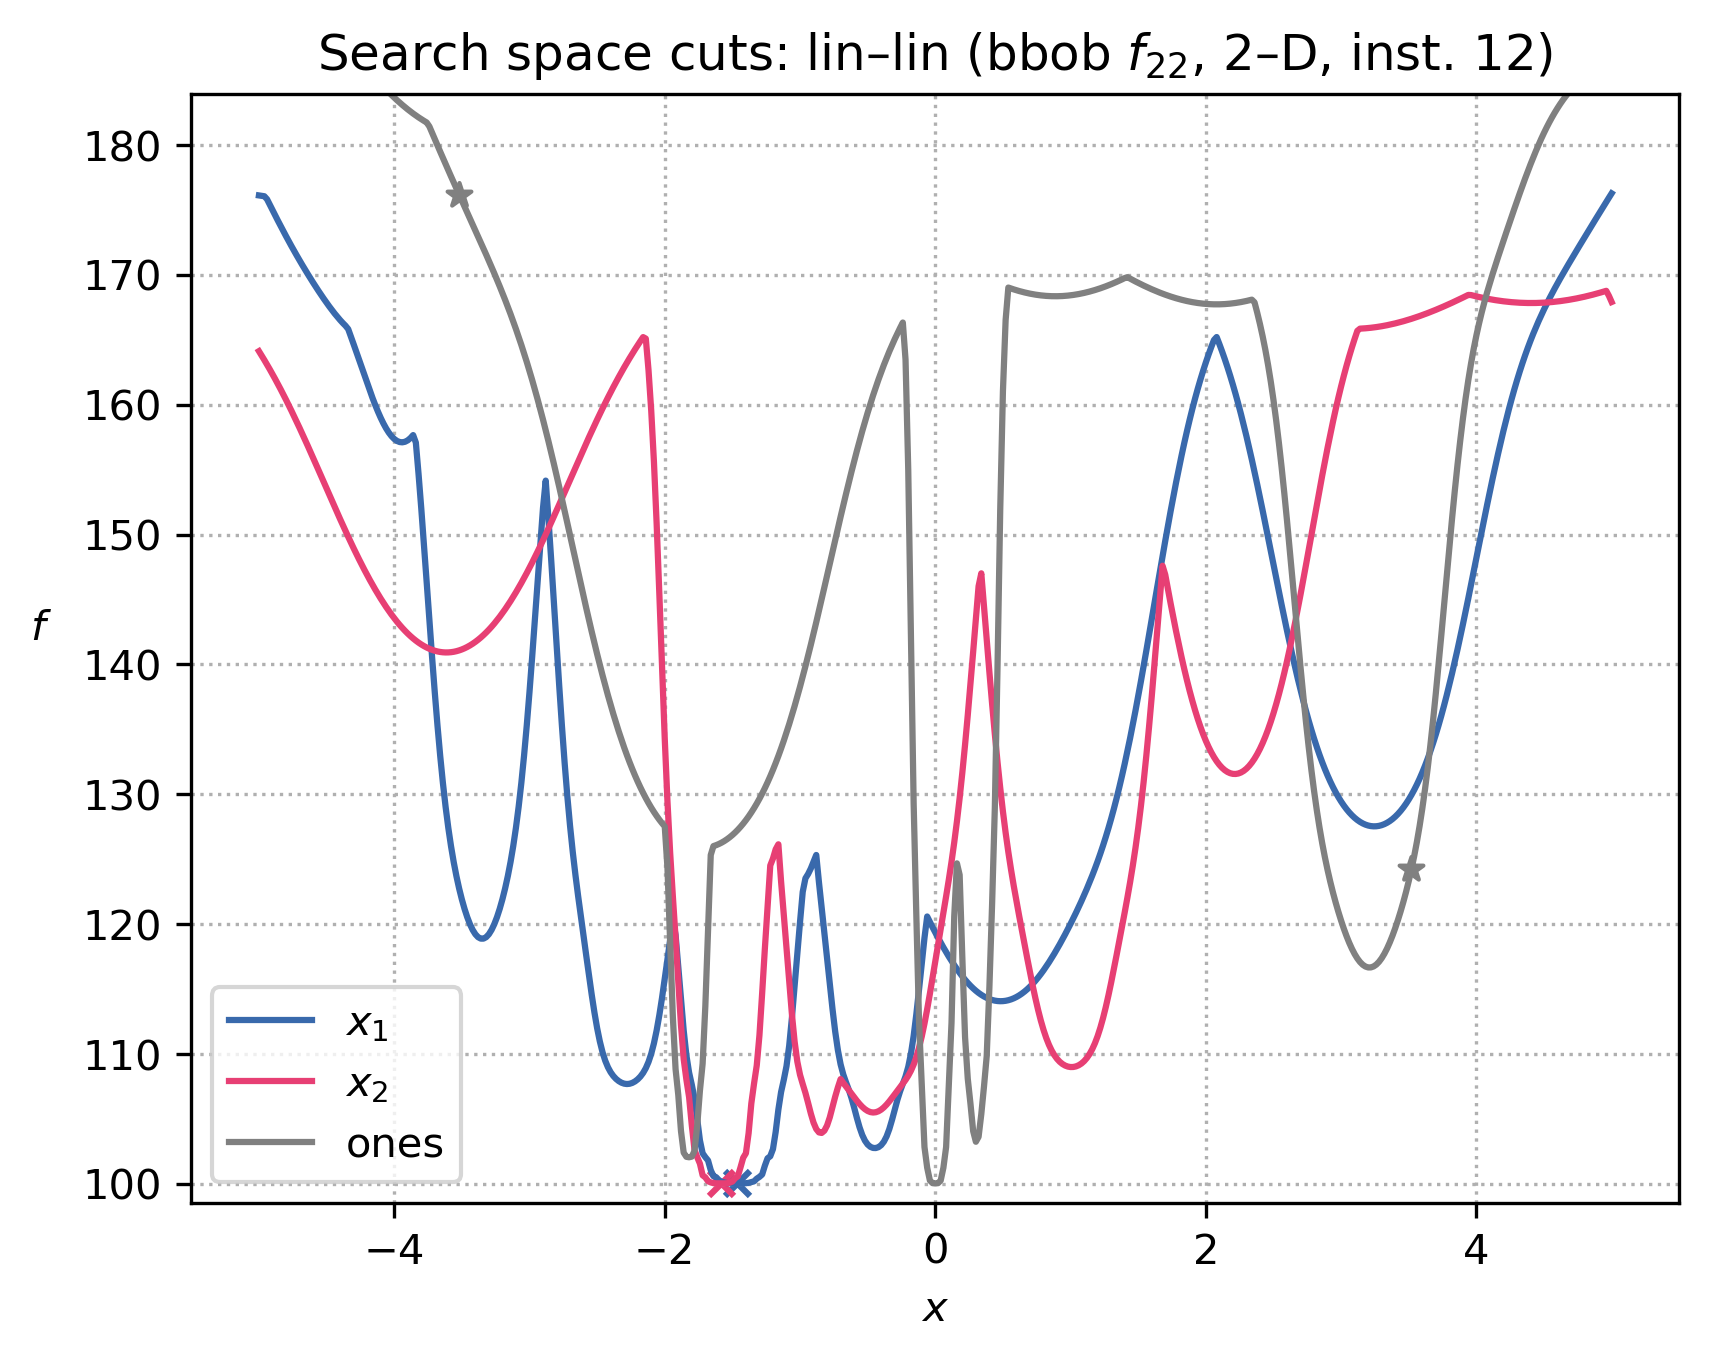 Search space cuts: lin–lin (bbob f₂₂, 2–D, inst. 12)
180
170
160
150
140
130
120
110
100
f
x₁
x₂
ones
−4 −2 0 2 4
x